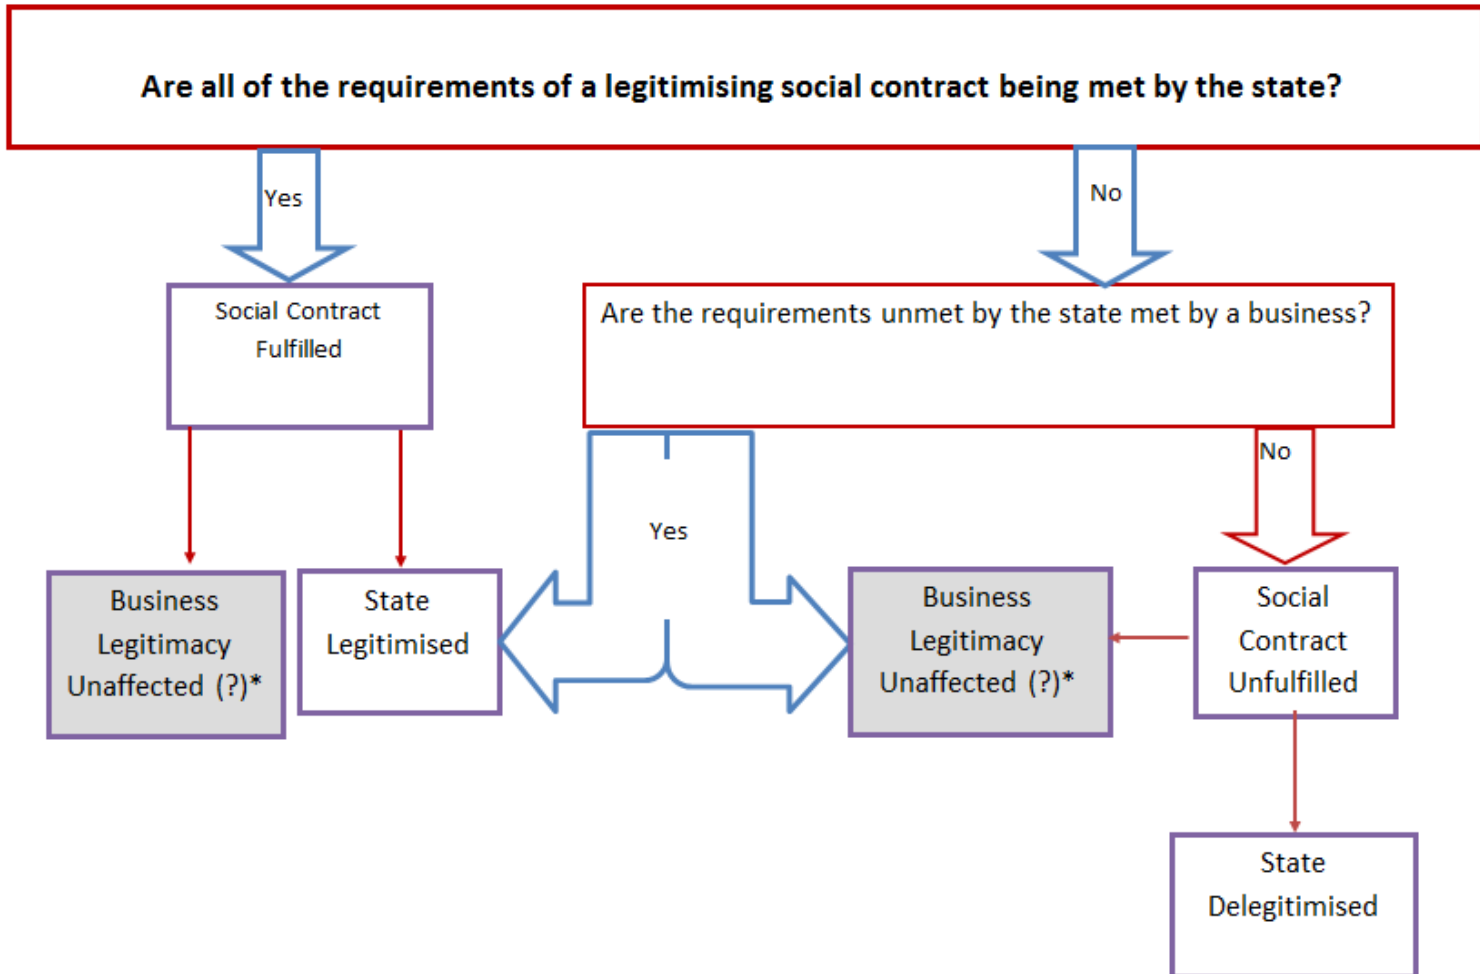 Are all of the requirements of a legitimising social contract being met by the state?
Yes
No
Social Contract
Fulfilled
Are the requirements unmet by the state met by a business?
No
Yes
Business
Legitimacy
Unaffected (?)*
State
Legitimised
Business
Legitimacy
Unaffected (?)*
Social
Contract
Unfulfilled
State
Delegitimised